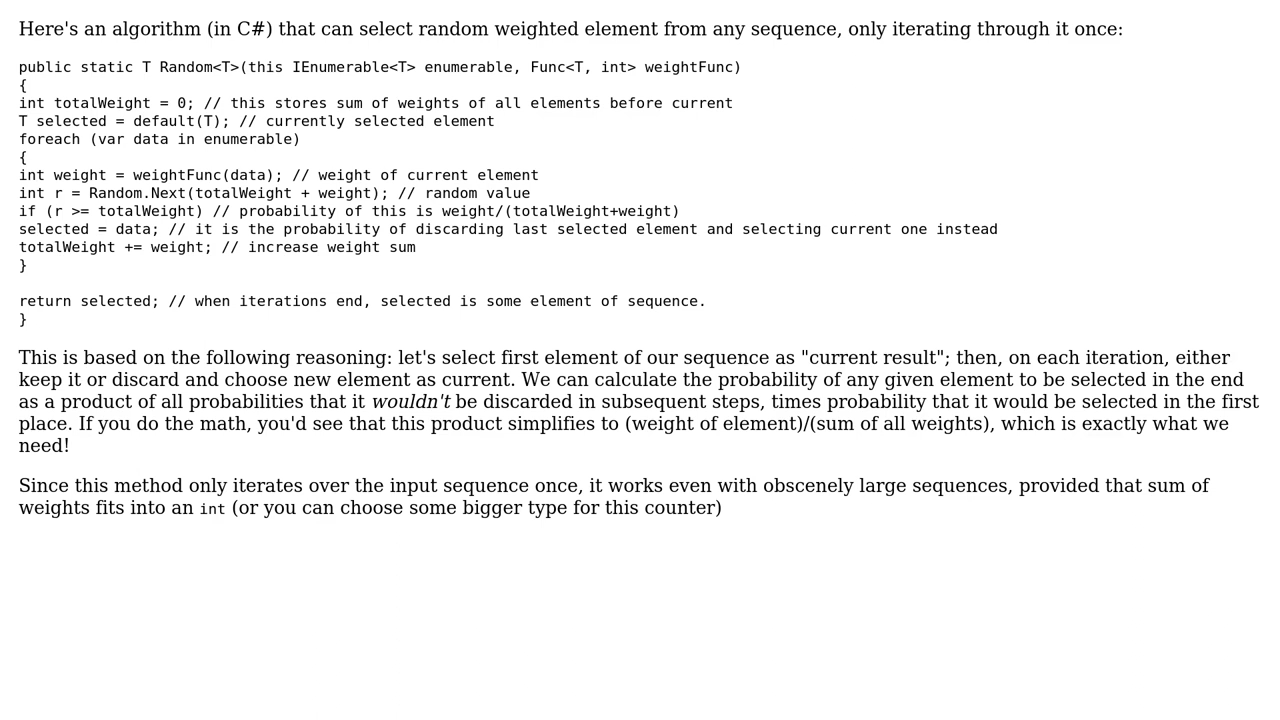 Here's an algorithm (in C#) that can select random weighted element from any sequence, only iterating through it once:
public static T Random<T>(this IEnumerable<T> enumerable, Func<T, int> weightFunc)
{
int totalWeight = 0; // this stores sum of weights of all elements before current
T selected = default(T); // currently selected element
foreach (var data in enumerable)
{
int weight = weightFunc(data); // weight of current element
int r = Random.Next(totalWeight + weight); // random value
if (r >= totalWeight) // probability of this is weight/(totalWeight+weight)
selected = data; // it is the probability of discarding last selected element and selecting current one instead
totalWeight += weight; // increase weight sum
}
return selected; // when iterations end, selected is some element of sequence.
}
This is based on the following reasoning: let's select first element of our sequence as "current result"; then, on each iteration, either
keep it or discard and choose new element as current. We can calculate the probability of any given element to be selected in the end
as a product of all probabilities that it wouldn't be discarded in subsequent steps, times probability that it would be selected in the first
place. If you do the math, you'd see that this product simplifies to (weight of element)/(sum of all weights), which is exactly what we
need!
Since this method only iterates over the input sequence once, it works even with obscenely large sequences, provided that sum of
weights fits into an int (or you can choose some bigger type for this counter)